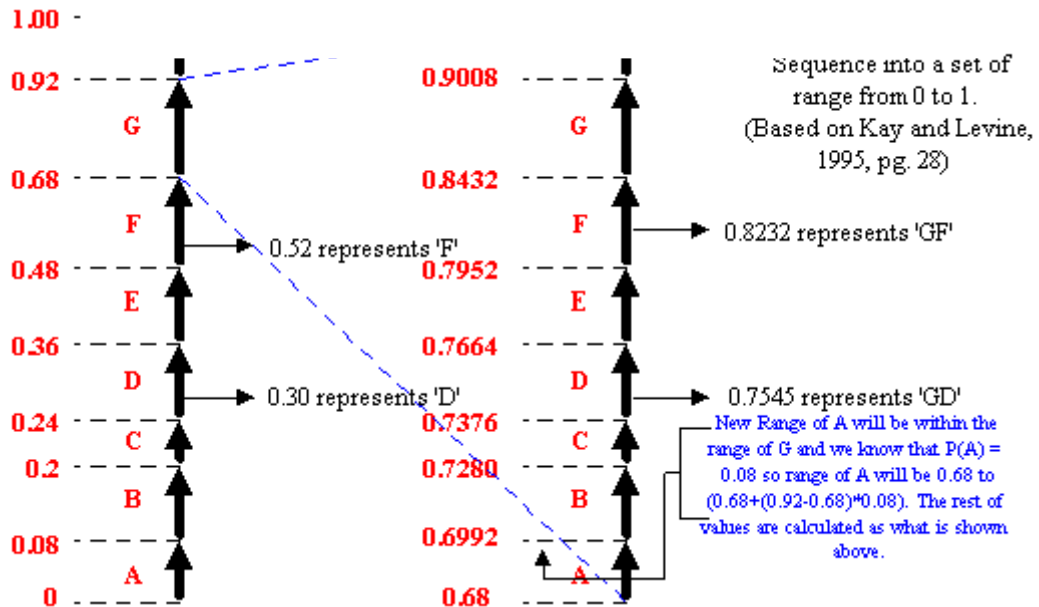 1.00
0.92
G
0.68
F
0.52 represents 'F'
0.48
E
0.36
D
0.30 represents 'D'
0.24
C
0.2
B
0.08
A
0
0.9008
G
0.8432
F
0.8232 represents 'GF'
0.7952
E
0.7664
D
0.7545 represents 'GD'
0.7376
C
0.7280
B
0.6992
A
0.68
Sequence into a set of
range from 0 to 1.
(Based on Kay and Levine,
1995, pg. 28)
New Range of A will be within the
range of G and we know that P(A) =
0.08 so range of A will be 0.68 to
(0.68+(0.92-0.68)*0.08). The rest of
values are calculated as what is shown
above.